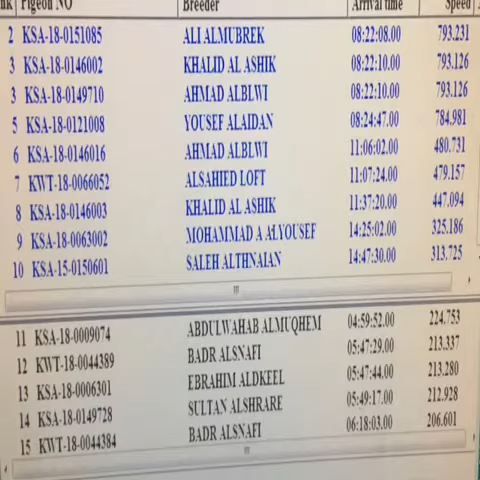 nk Pigeon NO Breeder Arrival time Speed
2 KSA-18-0151085 ALI ALMUBREK 08:22:08.00 793.231
3 KSA-18-0146002 KHALID AL ASHIK 08:22:10.00 793.126
3 KSA-18-0149710 AHMAD ALBLWI 08:22:10.00 793.126
5 KSA-18-0121008 YOUSEF ALAIDAN 08:24:47.00 784.981
6 KSA-18-0146016 AHMAD ALBLWI 11:06:02.00 480.731
7 KWT-18-0066052 ALSAHIED LOFT 11:07:24.00 479.157
8 KSA-18-0146003 KHALID AL ASHIK 11:37:20.00 447.094
9 KSA-18-0063002 MOHAMMAD A ALYOUSEF 14:25:02.00 325.186
10 KSA-15-0150601 SALEH ALTHNAIAN 14:47:30.00 313.725
11 KSA-18-0009074 ABDULWAHAB ALMUQHEM 04:59:52.00 224.753
12 KWT-18-0044389 BADR ALSNAFI 05:47:29.00 213.337
13 KSA-18-0006301 EBRAHIM ALDKEEL 05:47:44.00 213.280
14 KSA-18-0149728 SULTAN ALSHRARE 05:49:17.00 212.928
15 KWT-18-0044384 BADR ALSNAFI 06:18:03.00 206.601